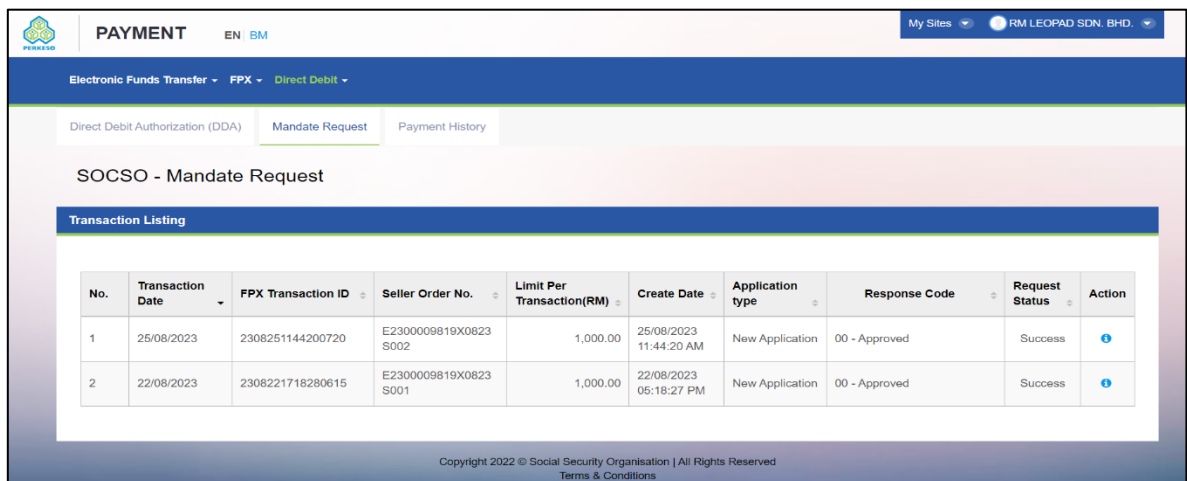 My Sites
RM LEOPAD SDN. BHD.
PERKESO
PAYMENT EN | BM
Electronic Funds Transfer FPX Direct Debit
Direct Debit Authorization (DDA) Mandate Request Payment History
SOCSO - Mandate Request
Transaction Listing
No. Transaction Date FPX Transaction ID Seller Order No. Limit Per Transaction(RM) Create Date Application type Response Code Request Status Action
1 25/08/2023 2308251144200720 E2300009819X0823S002 1,000.00 25/08/2023 11:44:20 AM New Application 00 - Approved Success
2 22/08/2023 2308221718280615 E2300009819X0823S001 1,000.00 22/08/2023 05:18:27 PM New Application 00 - Approved Success
Copyright 2022 © Social Security Organisation | All Rights Reserved
Terms & Conditions